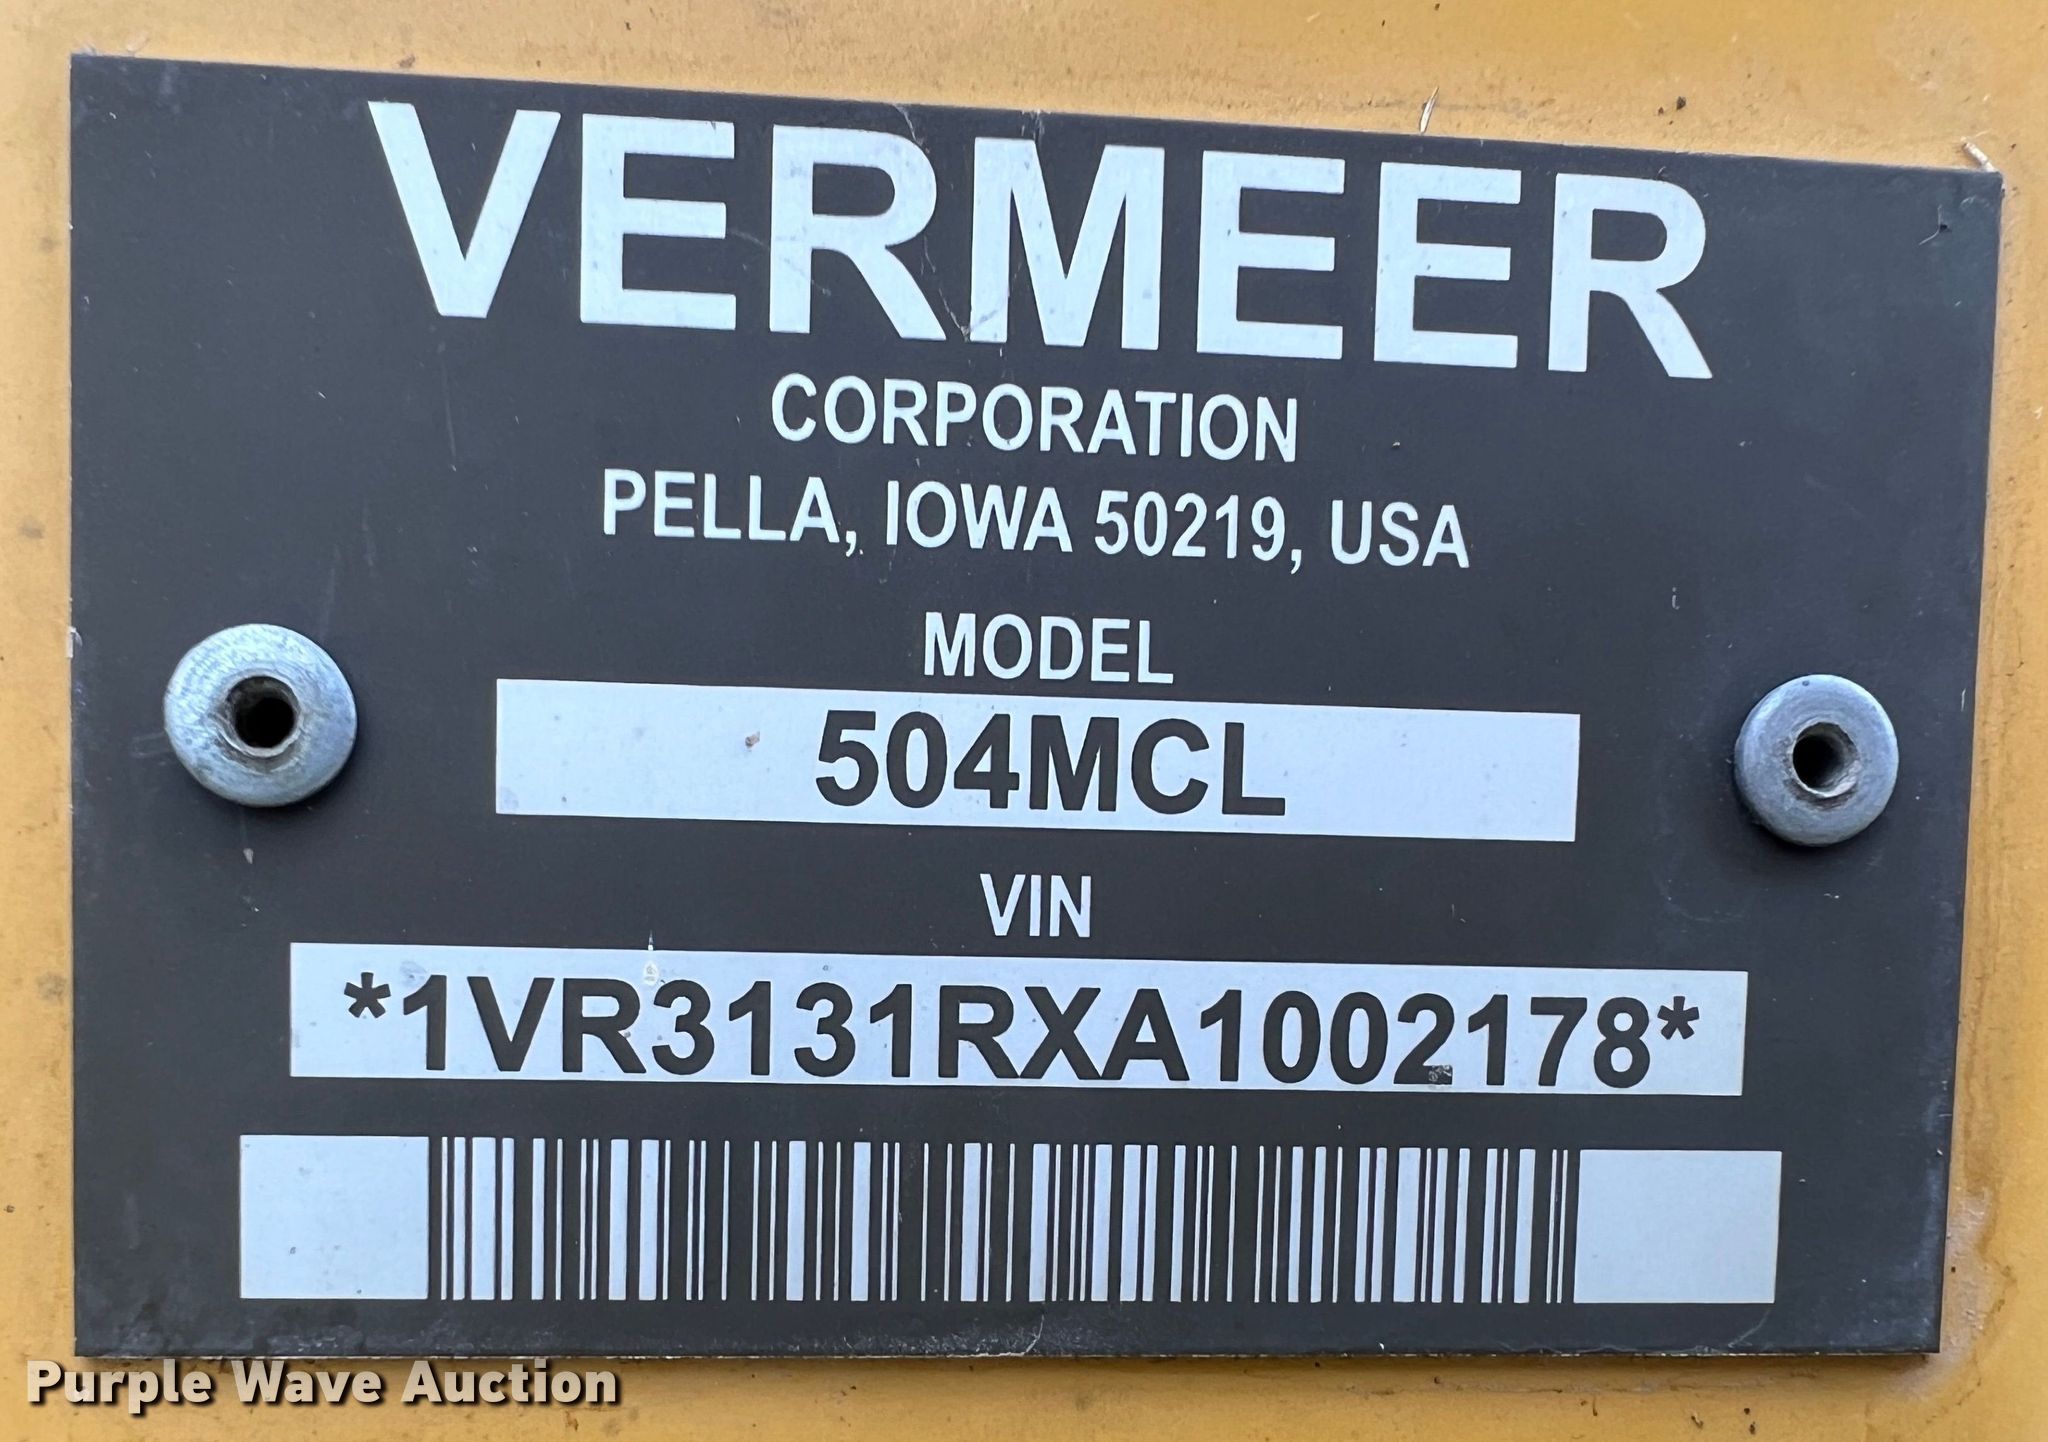 VERMEER
CORPORATION
PELLA, IOWA 50219, USA
MODEL
504MCL
VIN
*1VR3131RXA1002178*
Purple Wave Auction